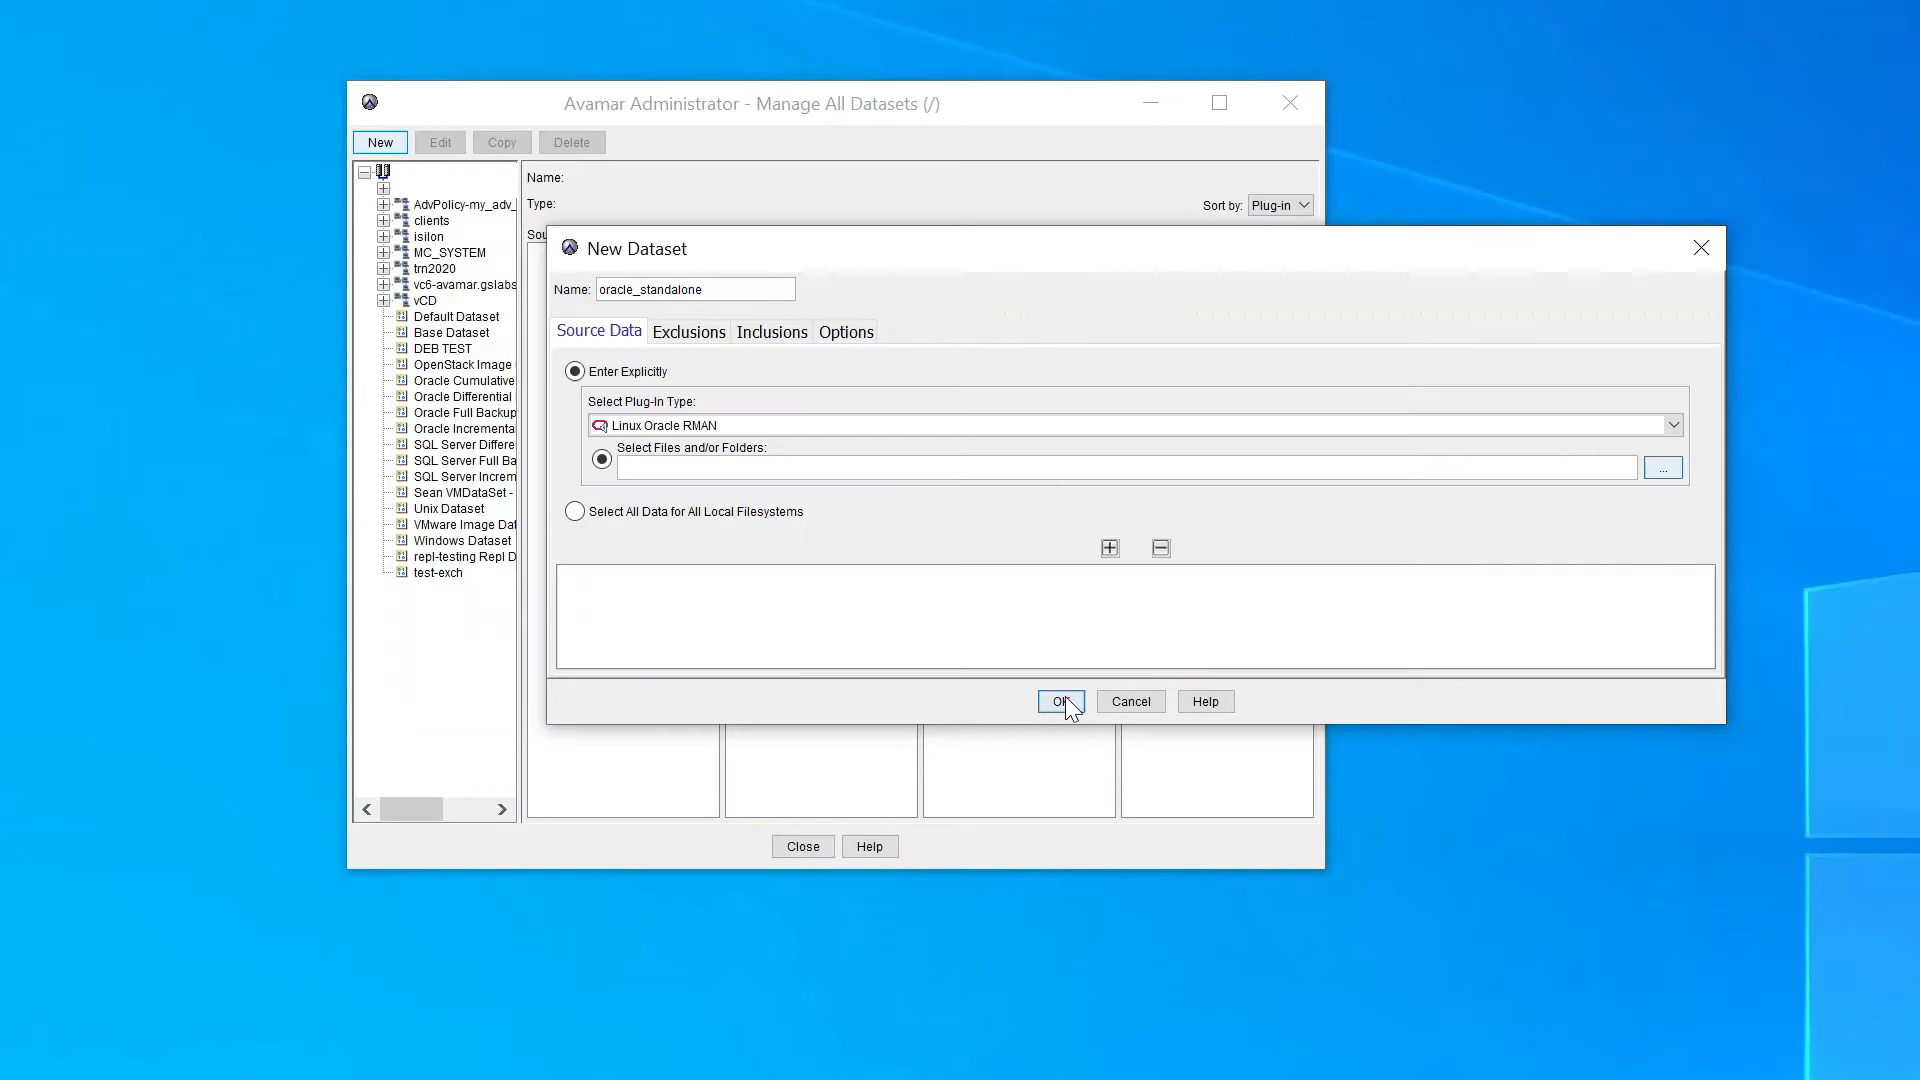 Avamar Administrator - Manage All Datasets (/)
New Edit Copy Delete
AdvPolicy-my_adv_
clients
isilon
MC_SYSTEM
trn2020
vc6-avamar.gslabs
vCD
Default Dataset
Base Dataset
DEB TEST
OpenStack Image
Oracle Cumulative
Oracle Differential
Oracle Full Backup
Oracle Incrementa
SQL Server Differe
SQL Server Full Ba
SQL Server Increm
Sean VMDataSet -
Unix Dataset
VMware Image Dat
Windows Dataset
repl-testing Repl D
test-exch
Name:
Type:
Sort by: Plug-in
Sou
New Dataset
Name: oracle_standalone
Source Data Exclusions Inclusions Options
Enter Explicitly
Select Plug-In Type:
Linux Oracle RMAN
Select Files and/or Folders:
...
Select All Data for All Local Filesystems
OK Cancel Help
Close Help